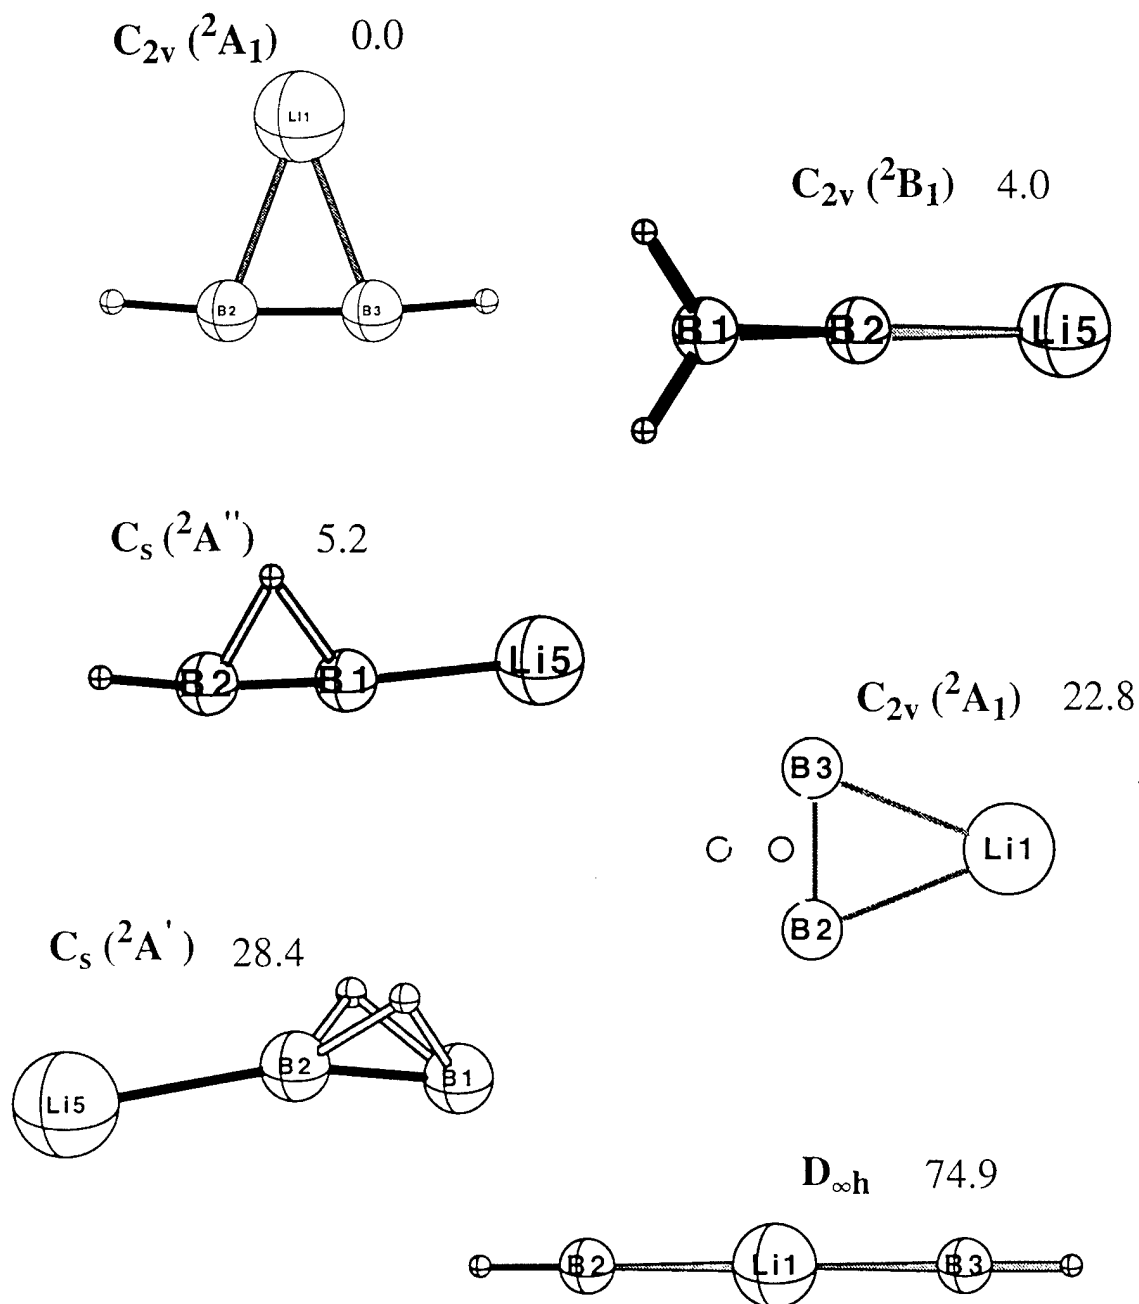 C₂ᵥ (²A₁) 0.0
Li1
B2 B3
C₂ᵥ (²B₁) 4.0
B1 B2 Li5
Cₛ (²A'') 5.2
B2 B1 Li5
C₂ᵥ (²A₁) 22.8
B3
Li1
B2
Cₛ (²A') 28.4
B2 B1
Li5
D∞h 74.9
B2 Li1 B3